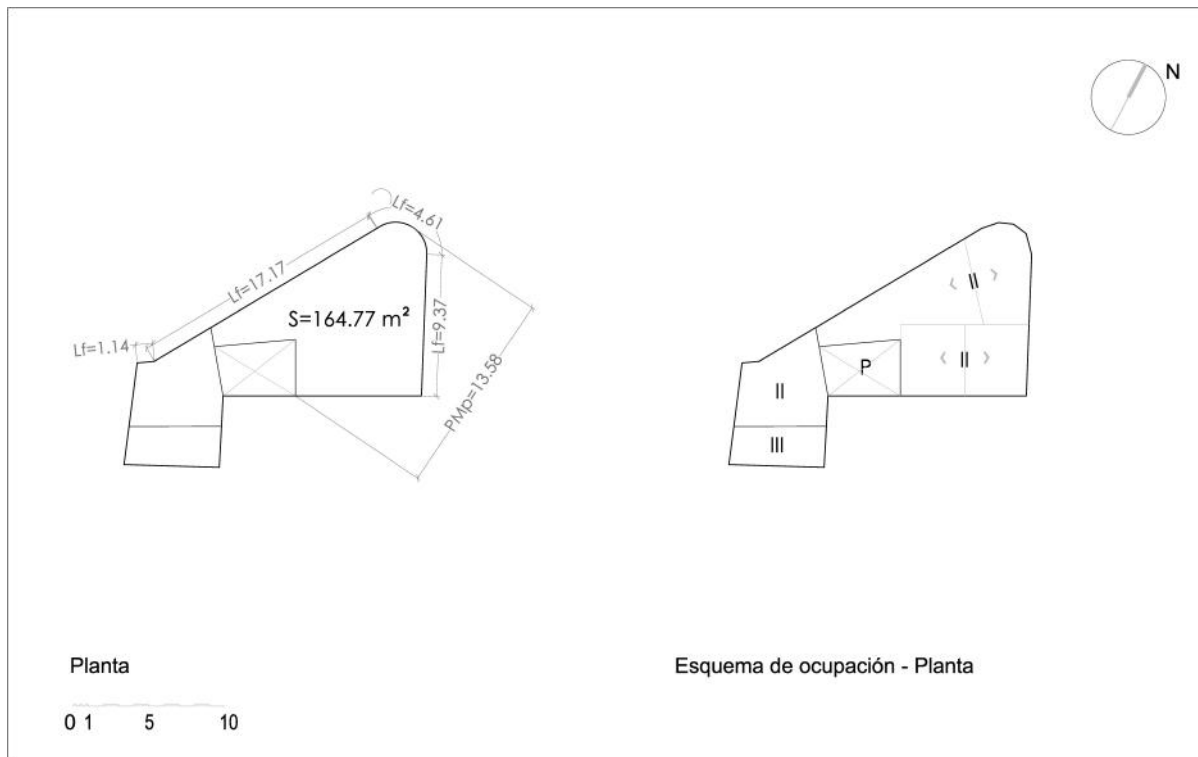 N
Lf=4.61
Lf=17.17
S=164.77 m²
Lf=9.37
Lf=1.14
PMp=13.58
II
II
P
II
III
Planta
Esquema de ocupación - Planta
0 1 5 10